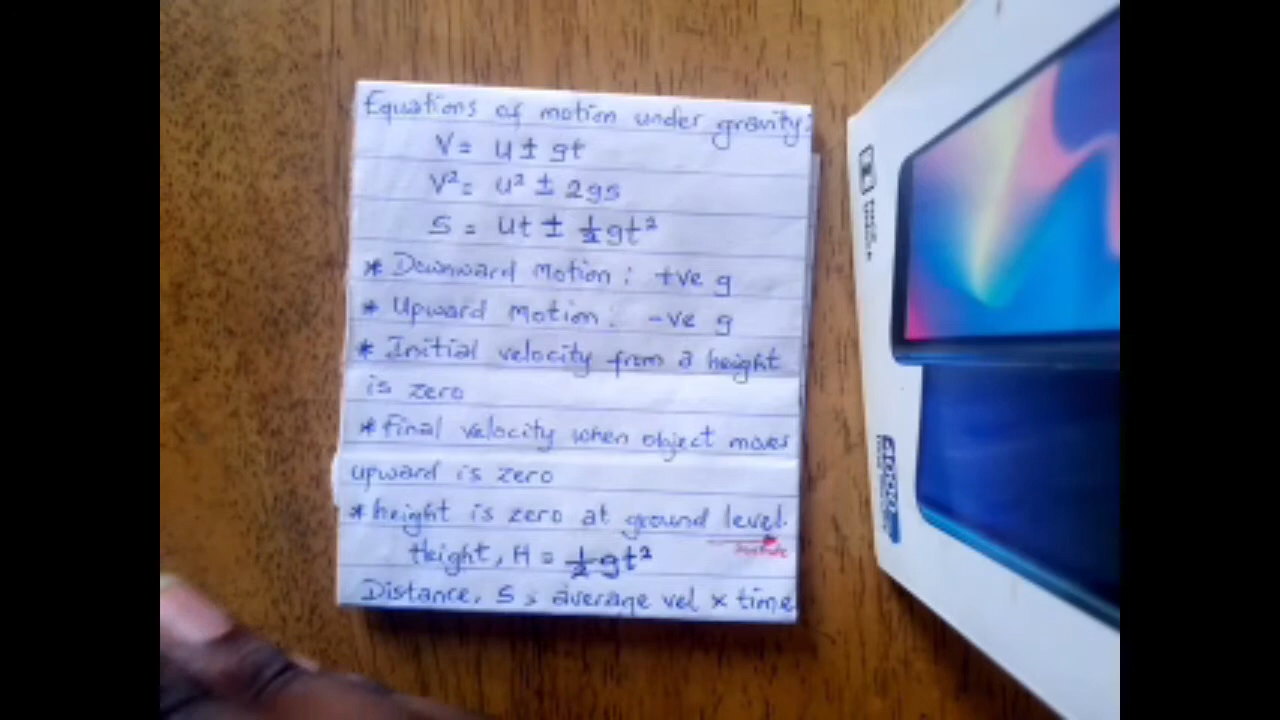 Equations of motion under gravity:
V = u ± gt
V² = u² ± 2gs
S = ut ± ½gt²
* Downward motion: +ve g
* Upward motion: -ve g
* Initial velocity from a height
is zero
* final velocity when object moves
upward is zero
* height is zero at ground level.
Height, H = ½gt²
Distance, S = average vel x time